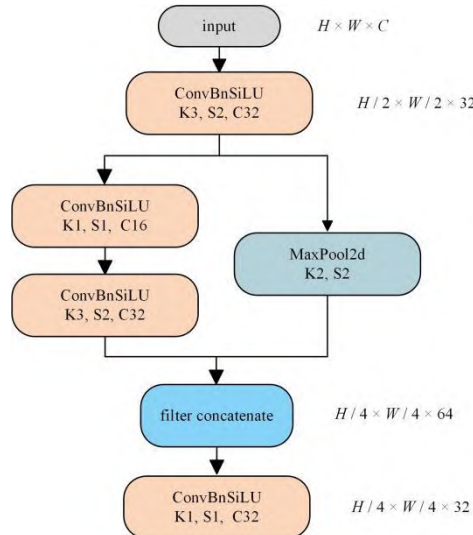 input
H × W × C
ConvBnSiLU
K3, S2, C32
H / 2 × W / 2 × 32
ConvBnSiLU
K1, S1, C16
MaxPool2d
K2, S2
ConvBnSiLU
K3, S2, C32
filter concatenate
H / 4 × W / 4 × 64
ConvBnSiLU
K1, S1, C32
H / 4 × W / 4 × 32